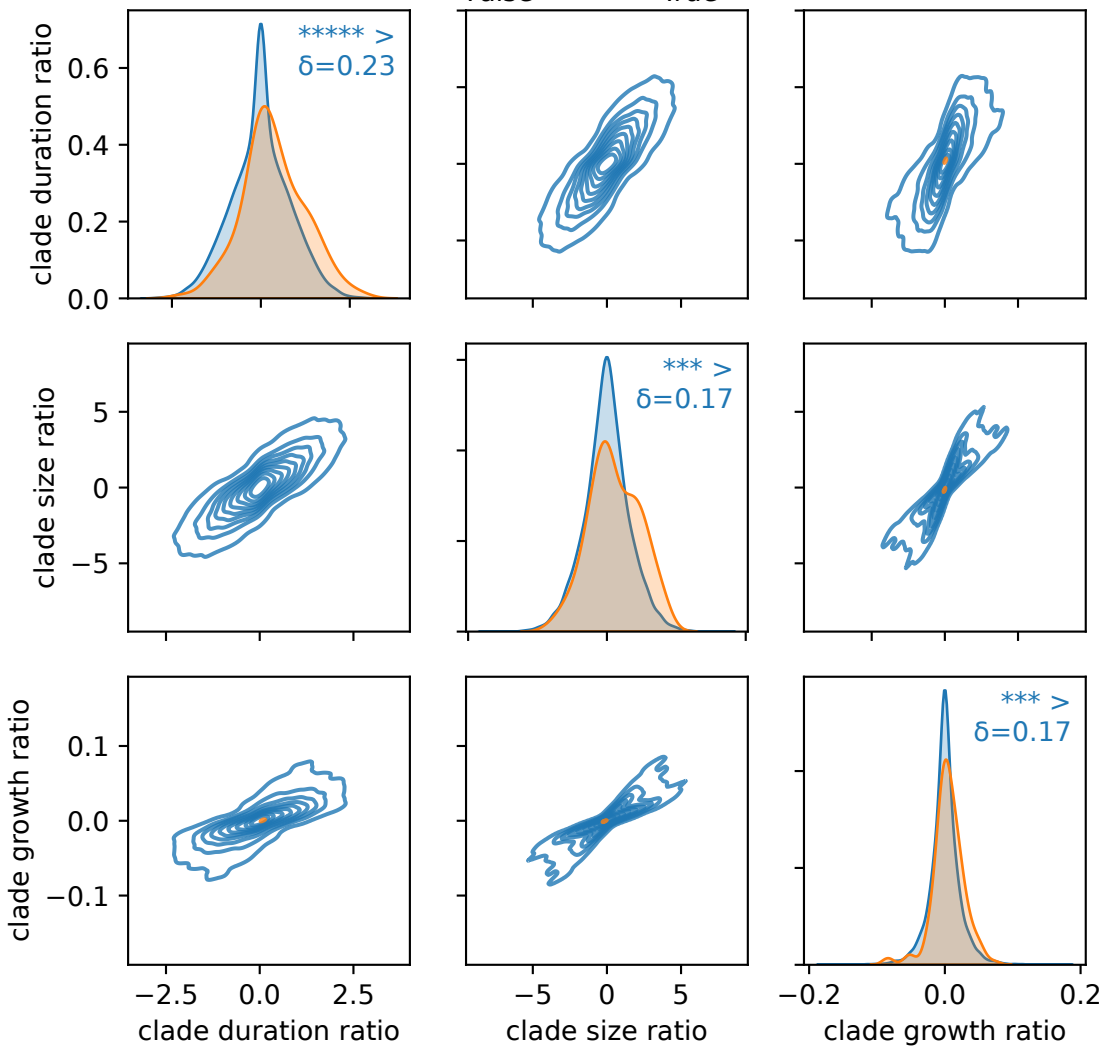 ***** >
δ=0.23
clade duration ratio
0.6
0.4
0.2
0.0
*** >
δ=0.17
clade size ratio
5
0
−5
*** >
δ=0.17
clade growth ratio
0.1
0.0
−0.1
−2.5 0.0 2.5
−5 0 5
−0.2 0.0 0.2
clade duration ratio
clade size ratio
clade growth ratio